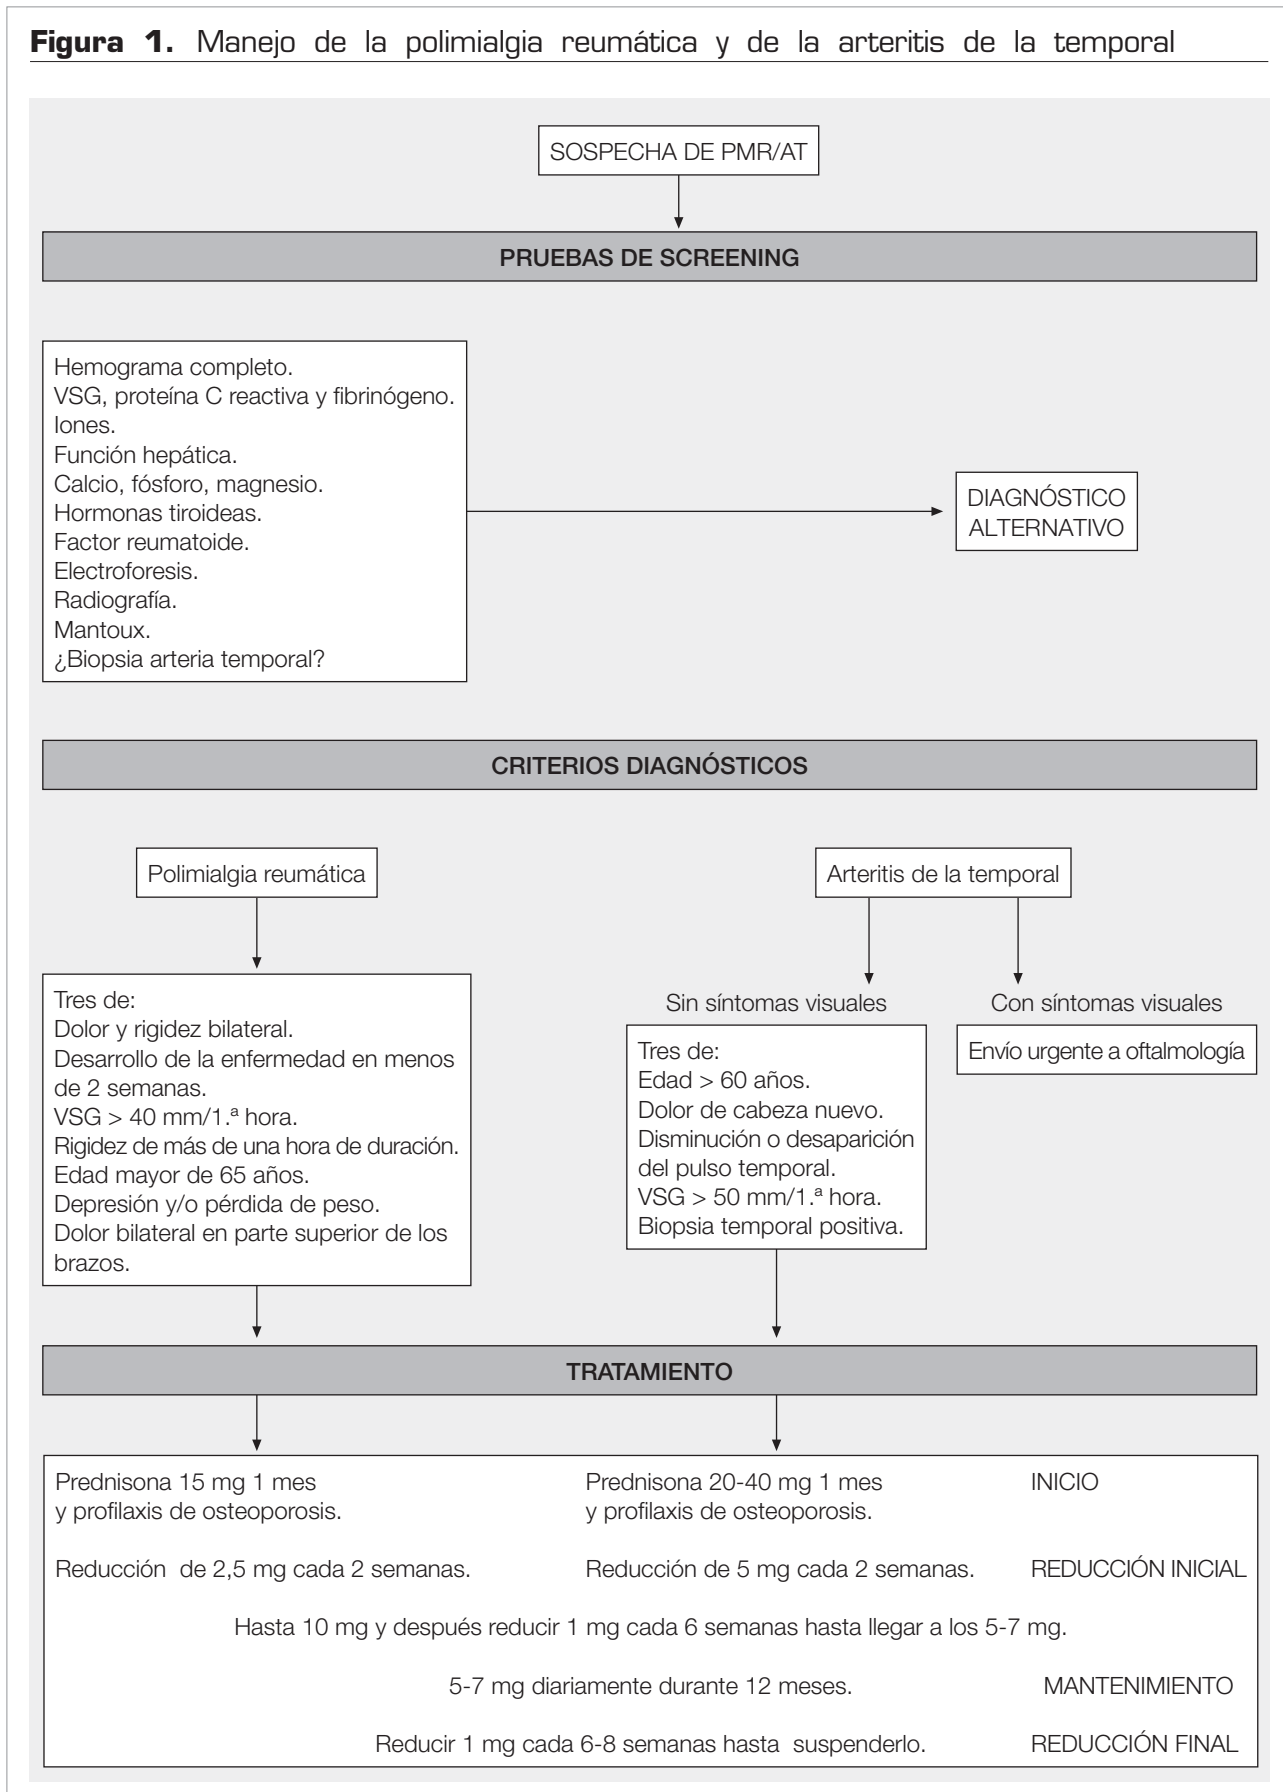 Figura 1. Manejo de la polimialgia reumática y de la arteritis de la temporal
SOSPECHA DE PMR/AT
PRUEBAS DE SCREENING
Hemograma completo.
VSG, proteína C reactiva y fibrinógeno.
Iones.
Función hepática.
Calcio, fósforo, magnesio.
Hormonas tiroideas.
Factor reumatoide.
Electroforesis.
Radiografía.
Mantoux.
¿Biopsia arteria temporal?
DIAGNÓSTICO
ALTERNATIVO
CRITERIOS DIAGNÓSTICOS
Polimialgia reumática
Tres de:
Dolor y rigidez bilateral.
Desarrollo de la enfermedad en menos
de 2 semanas.
VSG > 40 mm/1.ª hora.
Rigidez de más de una hora de duración.
Edad mayor de 65 años.
Depresión y/o pérdida de peso.
Dolor bilateral en parte superior de los
brazos.
Arteritis de la temporal
Sin síntomas visuales
Tres de:
Edad > 60 años.
Dolor de cabeza nuevo.
Disminución o desaparición
del pulso temporal.
VSG > 50 mm/1.ª hora.
Biopsia temporal positiva.
Con síntomas visuales
Envío urgente a oftalmología
TRATAMIENTO
Prednisona 15 mg 1 mes
y profilaxis de osteoporosis.
Prednisona 20-40 mg 1 mes
y profilaxis de osteoporosis.
INICIO
Reducción de 2,5 mg cada 2 semanas.
Reducción de 5 mg cada 2 semanas.
REDUCCIÓN INICIAL
Hasta 10 mg y después reducir 1 mg cada 6 semanas hasta llegar a los 5-7 mg.
5-7 mg diariamente durante 12 meses.
MANTENIMIENTO
Reducir 1 mg cada 6-8 semanas hasta suspenderlo.
REDUCCIÓN FINAL